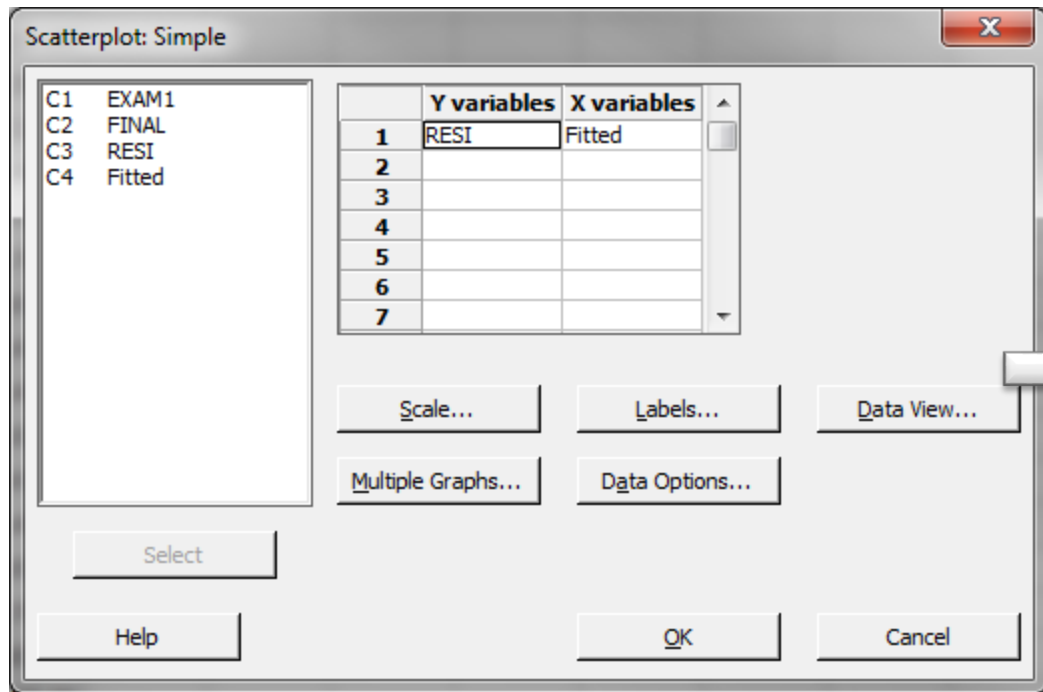 Scatterplot: Simple
C1 EXAM1
C2 FINAL
C3 RESI
C4 Fitted
Y variables X variables
1 RESI Fitted
2
3
4
5
6
7
Scale... Labels... Data View...
Multiple Graphs... Data Options...
Select
Help OK Cancel